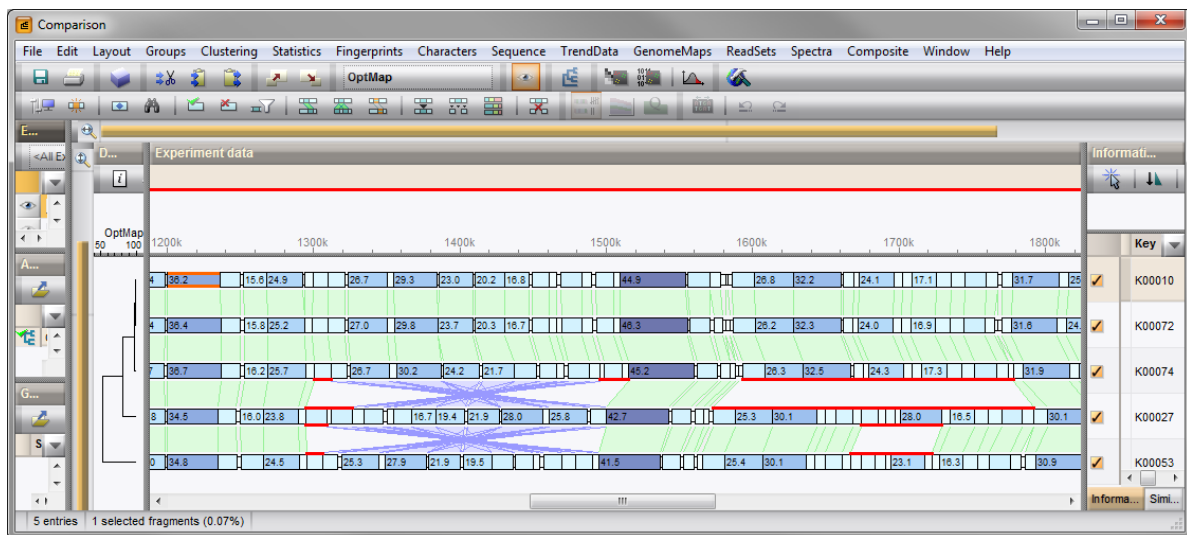 Comparison
File Edit Layout Groups Clustering Statistics Fingerprints Characters Sequence TrendData GenomeMaps ReadSets Spectra Composite Window Help
OptMap
E... D... Experiment data Informati...
<All Ex
OptMap
50 100 1200k 1300k 1400k 1500k 1600k 1700k 1800k Key
A...
4 36.2 15.6 24.9 26.7 29.3 23.0 20.2 16.8 44.9 26.8 32.2 24.1 17.1 31.7 25 K00010
4 36.4 15.8 25.2 27.0 29.8 23.7 20.3 16.7 46.3 26.2 32.3 24.0 16.9 31.6 24. K00072
7 36.7 16.2 25.7 26.7 30.2 24.2 21.7 45.2 26.3 32.5 24.3 17.3 31.9 K00074
G...
8 34.5 16.0 23.8 16.7 19.4 21.9 28.0 25.8 42.7 25.3 30.1 28.0 16.5 30.1 K00027
S
0 34.8 24.5 25.3 27.9 21.9 19.5 41.5 25.4 30.1 23.1 16.3 30.9 K00053
Informa... Simi...
5 entries 1 selected fragments (0.07%)